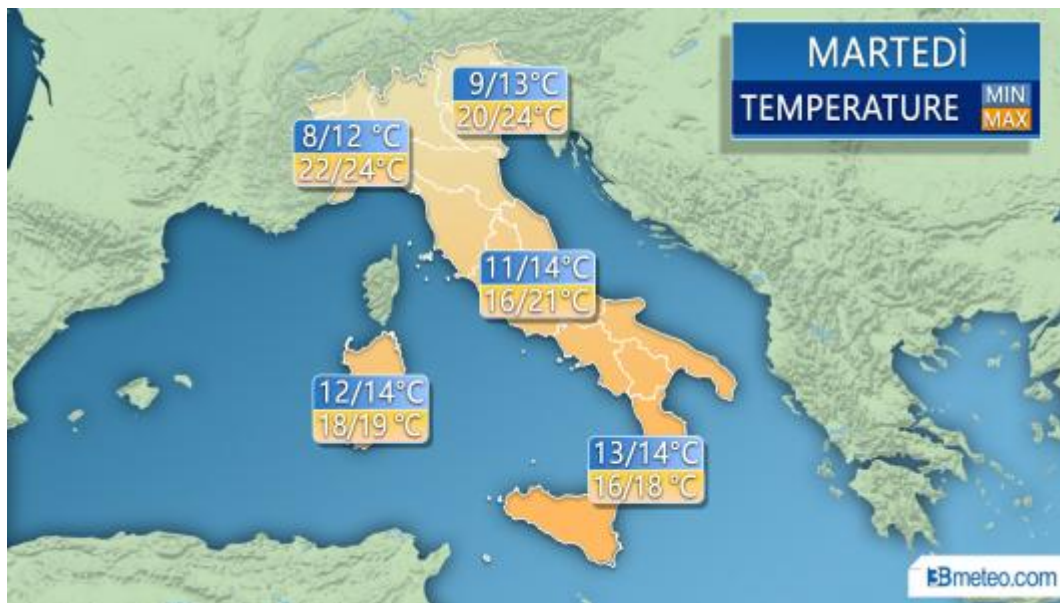 MARTEDÌ
TEMPERATURE MIN
MAX
9/13°C
20/24°C
8/12 °C
22/24°C
11/14°C
16/21°C
12/14°C
18/19 °C
13/14°C
16/18 °C
3Bmeteo.com